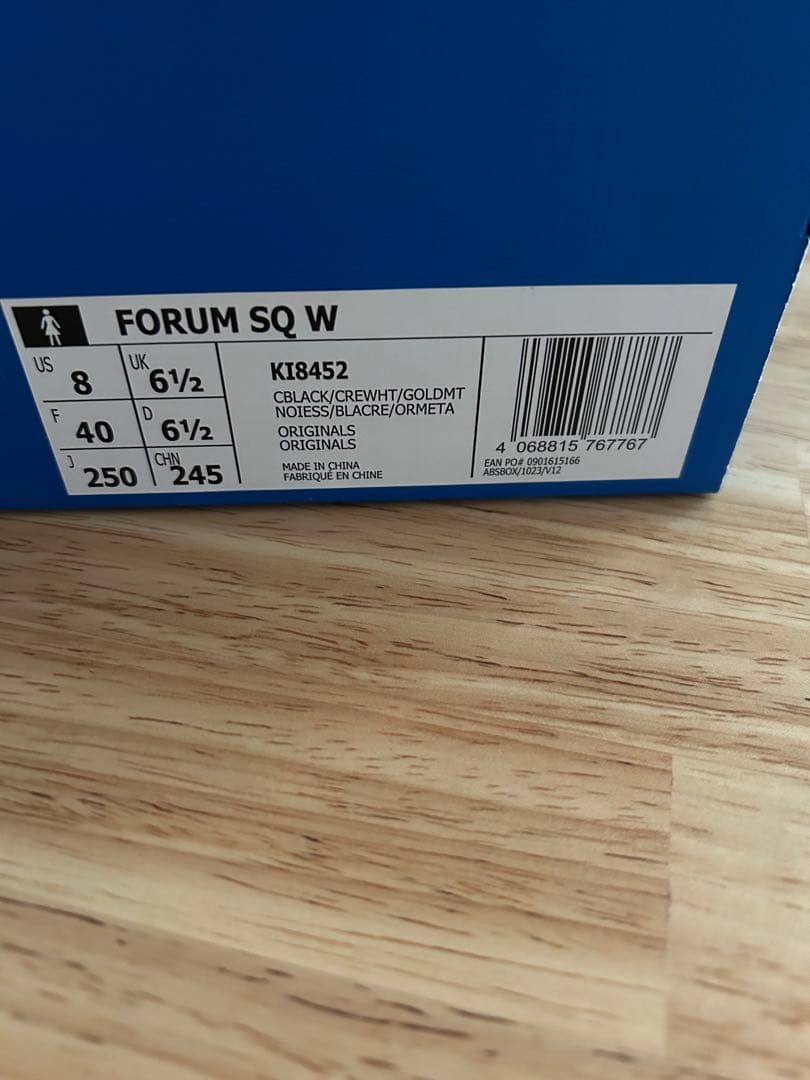 FORUM SQ W
US 8 UK 6½
F 40 D 6½
J 250 CHN 245
KI8452
CBLACK/CREWHT/GOLDMT
NOIESS/BLACRE/ORMETA
ORIGINALS
ORIGINALS
MADE IN CHINA
FABRIQUÉ EN CHINE
4 068815 767767
EAN PO# 0901615166
ABSBOX/1023/V12